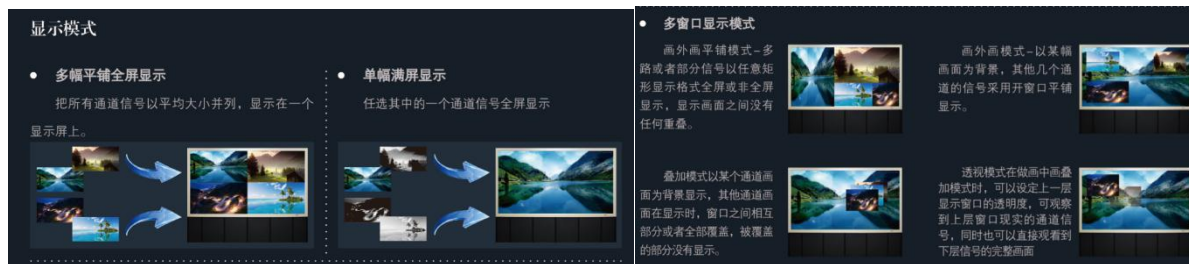 显示模式
多幅平铺全屏显示
把所有通道信号以平均大小并列，显示在一个
显示屏上。
单幅满屏显示
任选其中的一个通道信号全屏显示
多窗口显示模式
画外画平铺模式-多
路或者部分信号以任意矩
形显示格式全屏或非全屏
显示，显示画面之间没有
任何重叠。
画外画模式-以某幅
画面为背景，其他几个通
道的信号采用开窗口平铺
显示。
叠加模式以某个通道画
面为背景显示，其他通道画
面在显示时，窗口之间相互
部分或者全部覆盖，被覆盖
的部分没有显示。
透视模式在做画中画叠
加模式时，可以设定上一层
显示窗口的透明度，可观察
到上层窗口现实的通道信
号，同时也可以直接观看到
下层信号的完整画面